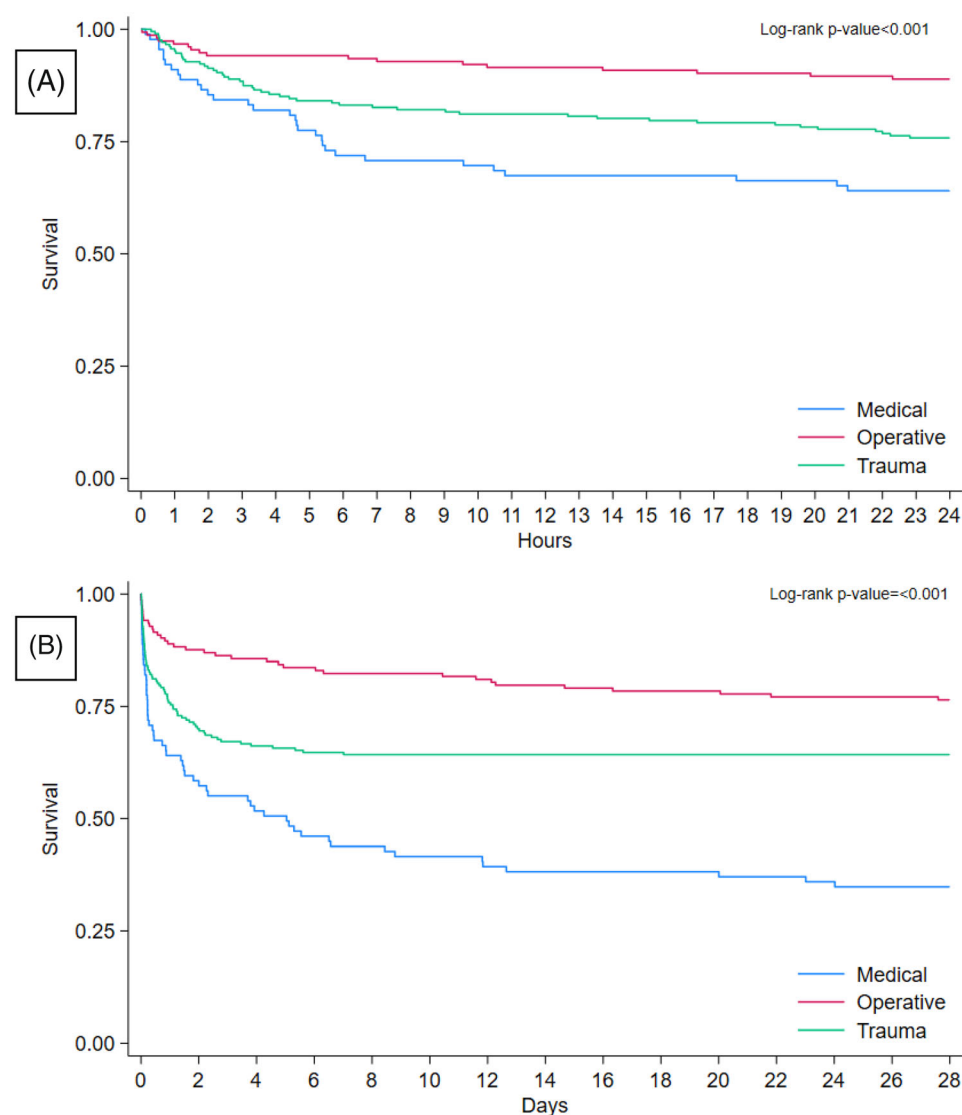 (A)
Log-rank p-value<0.001
1.00
0.75
0.50
0.25
0.00
Survival
Medical
Operative
Trauma
0 1 2 3 4 5 6 7 8 9 10 11 12 13 14 15 16 17 18 19 20 21 22 23 24
Hours
(B)
Log-rank p-value=<0.001
1.00
0.75
0.50
0.25
0.00
Survival
Medical
Operative
Trauma
0 2 4 6 8 10 12 14 16 18 20 22 24 26 28
Days